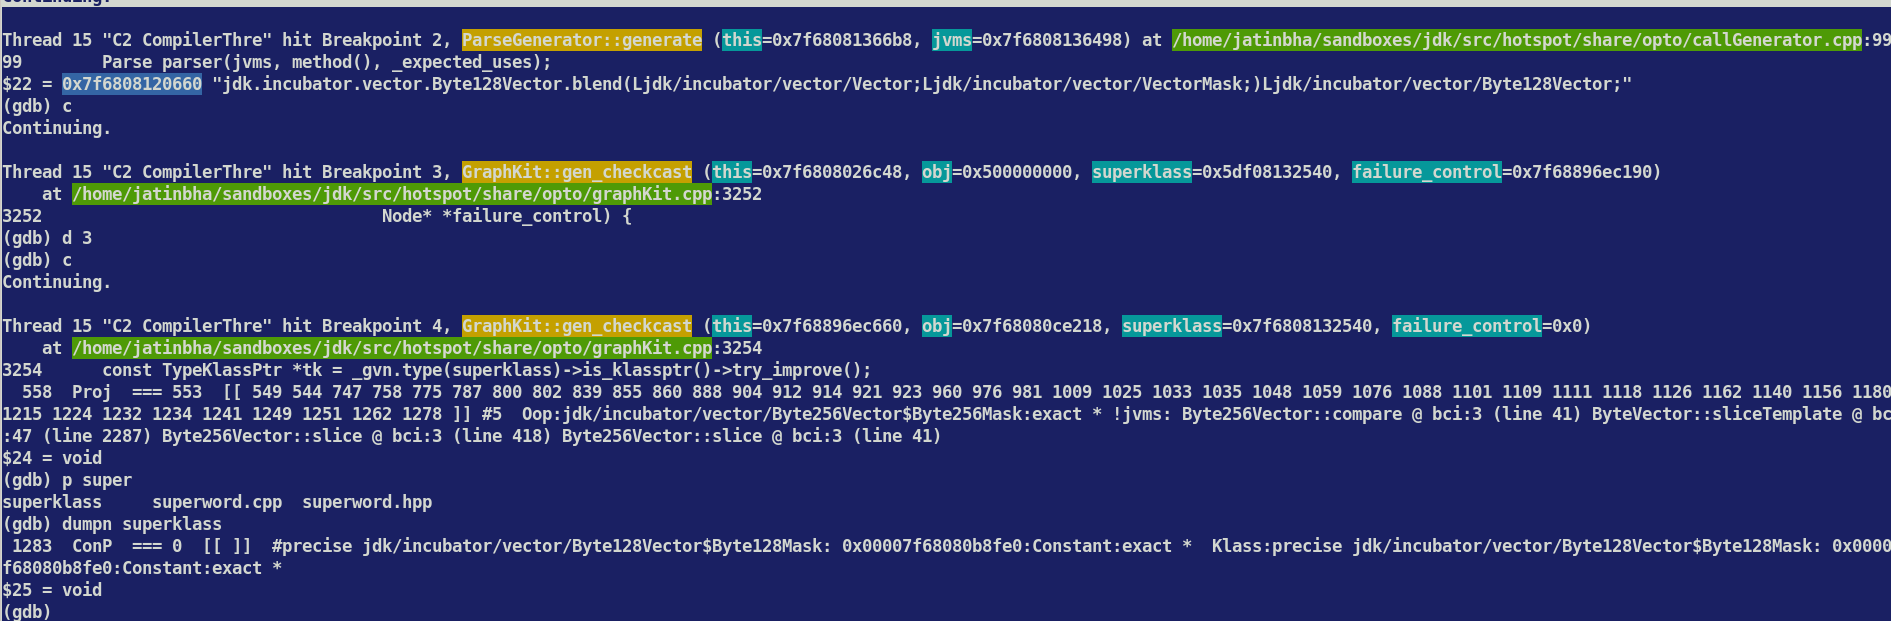 Continuing.
Thread 15 "C2 CompilerThre" hit Breakpoint 2, ParseGenerator::generate (this=0x7f68081366b8, jvms=0x7f6808136498) at /home/jatinbha/sandboxes/jdk/src/hotspot/share/opto/callGenerator.cpp:99
99        Parse parser(jvms, method(), _expected_uses);
$22 = 0x7f6808120660 "jdk.incubator.vector.Byte128Vector.blend(Ljdk/incubator/vector/Vector;Ljdk/incubator/vector/VectorMask;)Ljdk/incubator/vector/Byte128Vector;"
(gdb) c
Continuing.
Thread 15 "C2 CompilerThre" hit Breakpoint 3, GraphKit::gen_checkcast (this=0x7f6808026c48, obj=0x500000000, superklass=0x5df08132540, failure_control=0x7f68896ec190)
    at /home/jatinbha/sandboxes/jdk/src/hotspot/share/opto/graphKit.cpp:3252
3252                                  Node* *failure_control) {
(gdb) d 3
(gdb) c
Continuing.
Thread 15 "C2 CompilerThre" hit Breakpoint 4, GraphKit::gen_checkcast (this=0x7f68896ec660, obj=0x7f68080ce218, superklass=0x7f6808132540, failure_control=0x0)
    at /home/jatinbha/sandboxes/jdk/src/hotspot/share/opto/graphKit.cpp:3254
3254      const TypeKlassPtr *tk = _gvn.type(superklass)->is_klassptr()->try_improve();
  558  Proj  === 553  [[ 549 544 747 758 775 787 800 802 839 855 860 888 904 912 914 921 923 960 976 981 1009 1025 1033 1035 1048 1059 1076 1088 1101 1109 1111 1118 1126 1162 1140 1156 1180
1215 1224 1232 1234 1241 1249 1251 1262 1278 ]] #5  Oop:jdk/incubator/vector/Byte256Vector$Byte256Mask:exact * !jvms: Byte256Vector::compare @ bci:3 (line 41) ByteVector::sliceTemplate @ bc
:47 (line 2287) Byte256Vector::slice @ bci:3 (line 418) Byte256Vector::slice @ bci:3 (line 41)
$24 = void
(gdb) p super
superklass     superword.cpp  superword.hpp
(gdb) dumpn superklass
 1283  ConP  === 0  [[ ]]  #precise jdk/incubator/vector/Byte128Vector$Byte128Mask: 0x00007f68080b8fe0:Constant:exact *  Klass:precise jdk/incubator/vector/Byte128Vector$Byte128Mask: 0x0000
f68080b8fe0:Constant:exact *
$25 = void
(gdb)